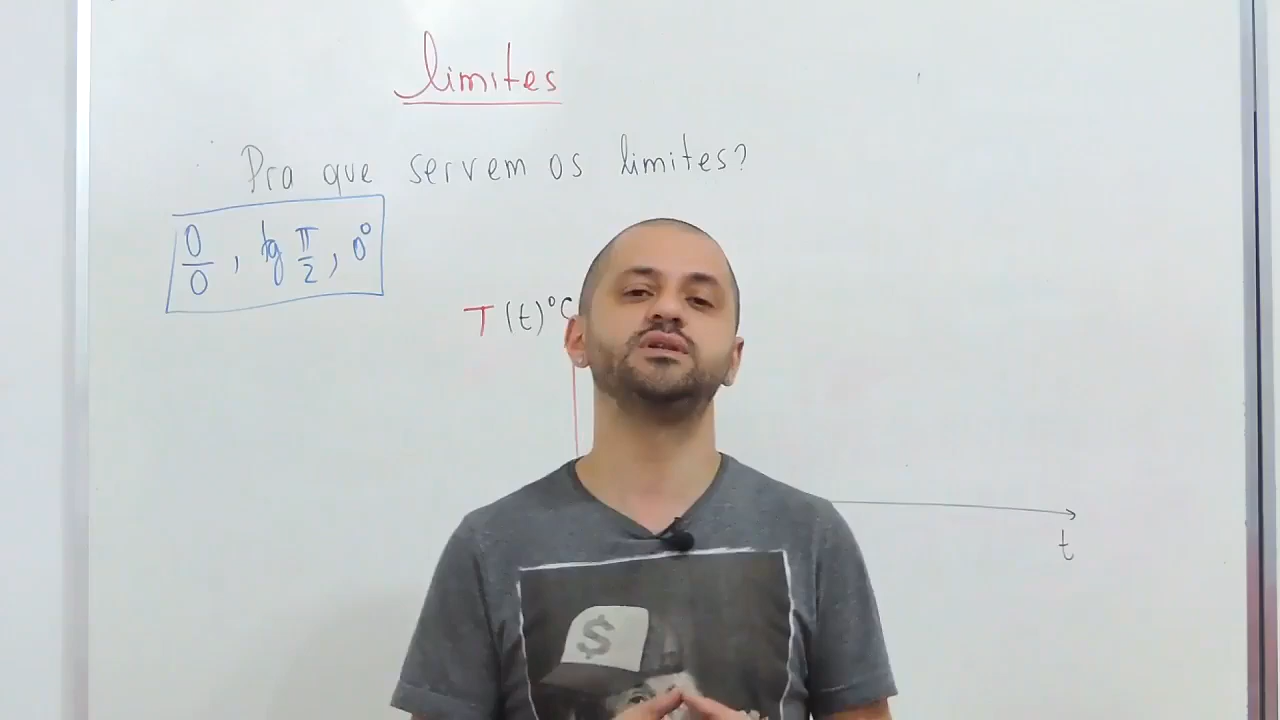 limites
Pra que servem os limites?
0/0, tg π/2, 0⁰
T(t)°C
t
$